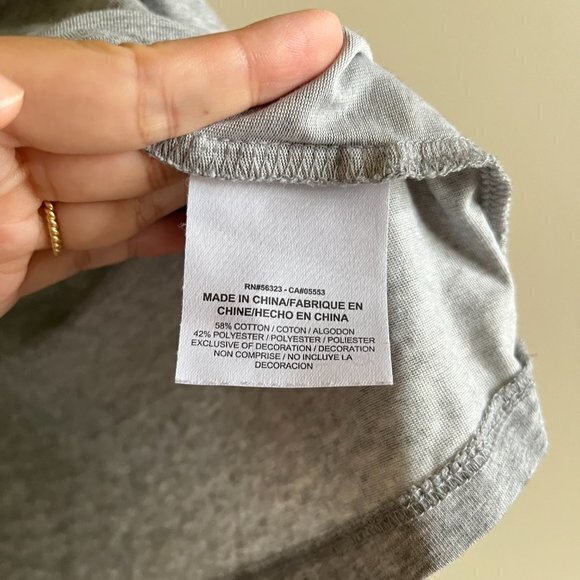 RN#56323 - CA#05553
MADE IN CHINA/FABRIQUE EN
CHINE/HECHO EN CHINA
58% COTTON / COTON / ALGODON
42% POLYESTER / POLYESTER / POLIESTER
EXCLUSIVE OF DECORATION / DECORATION
NON COMPRISE / NO INCLUYE LA
DECORACION